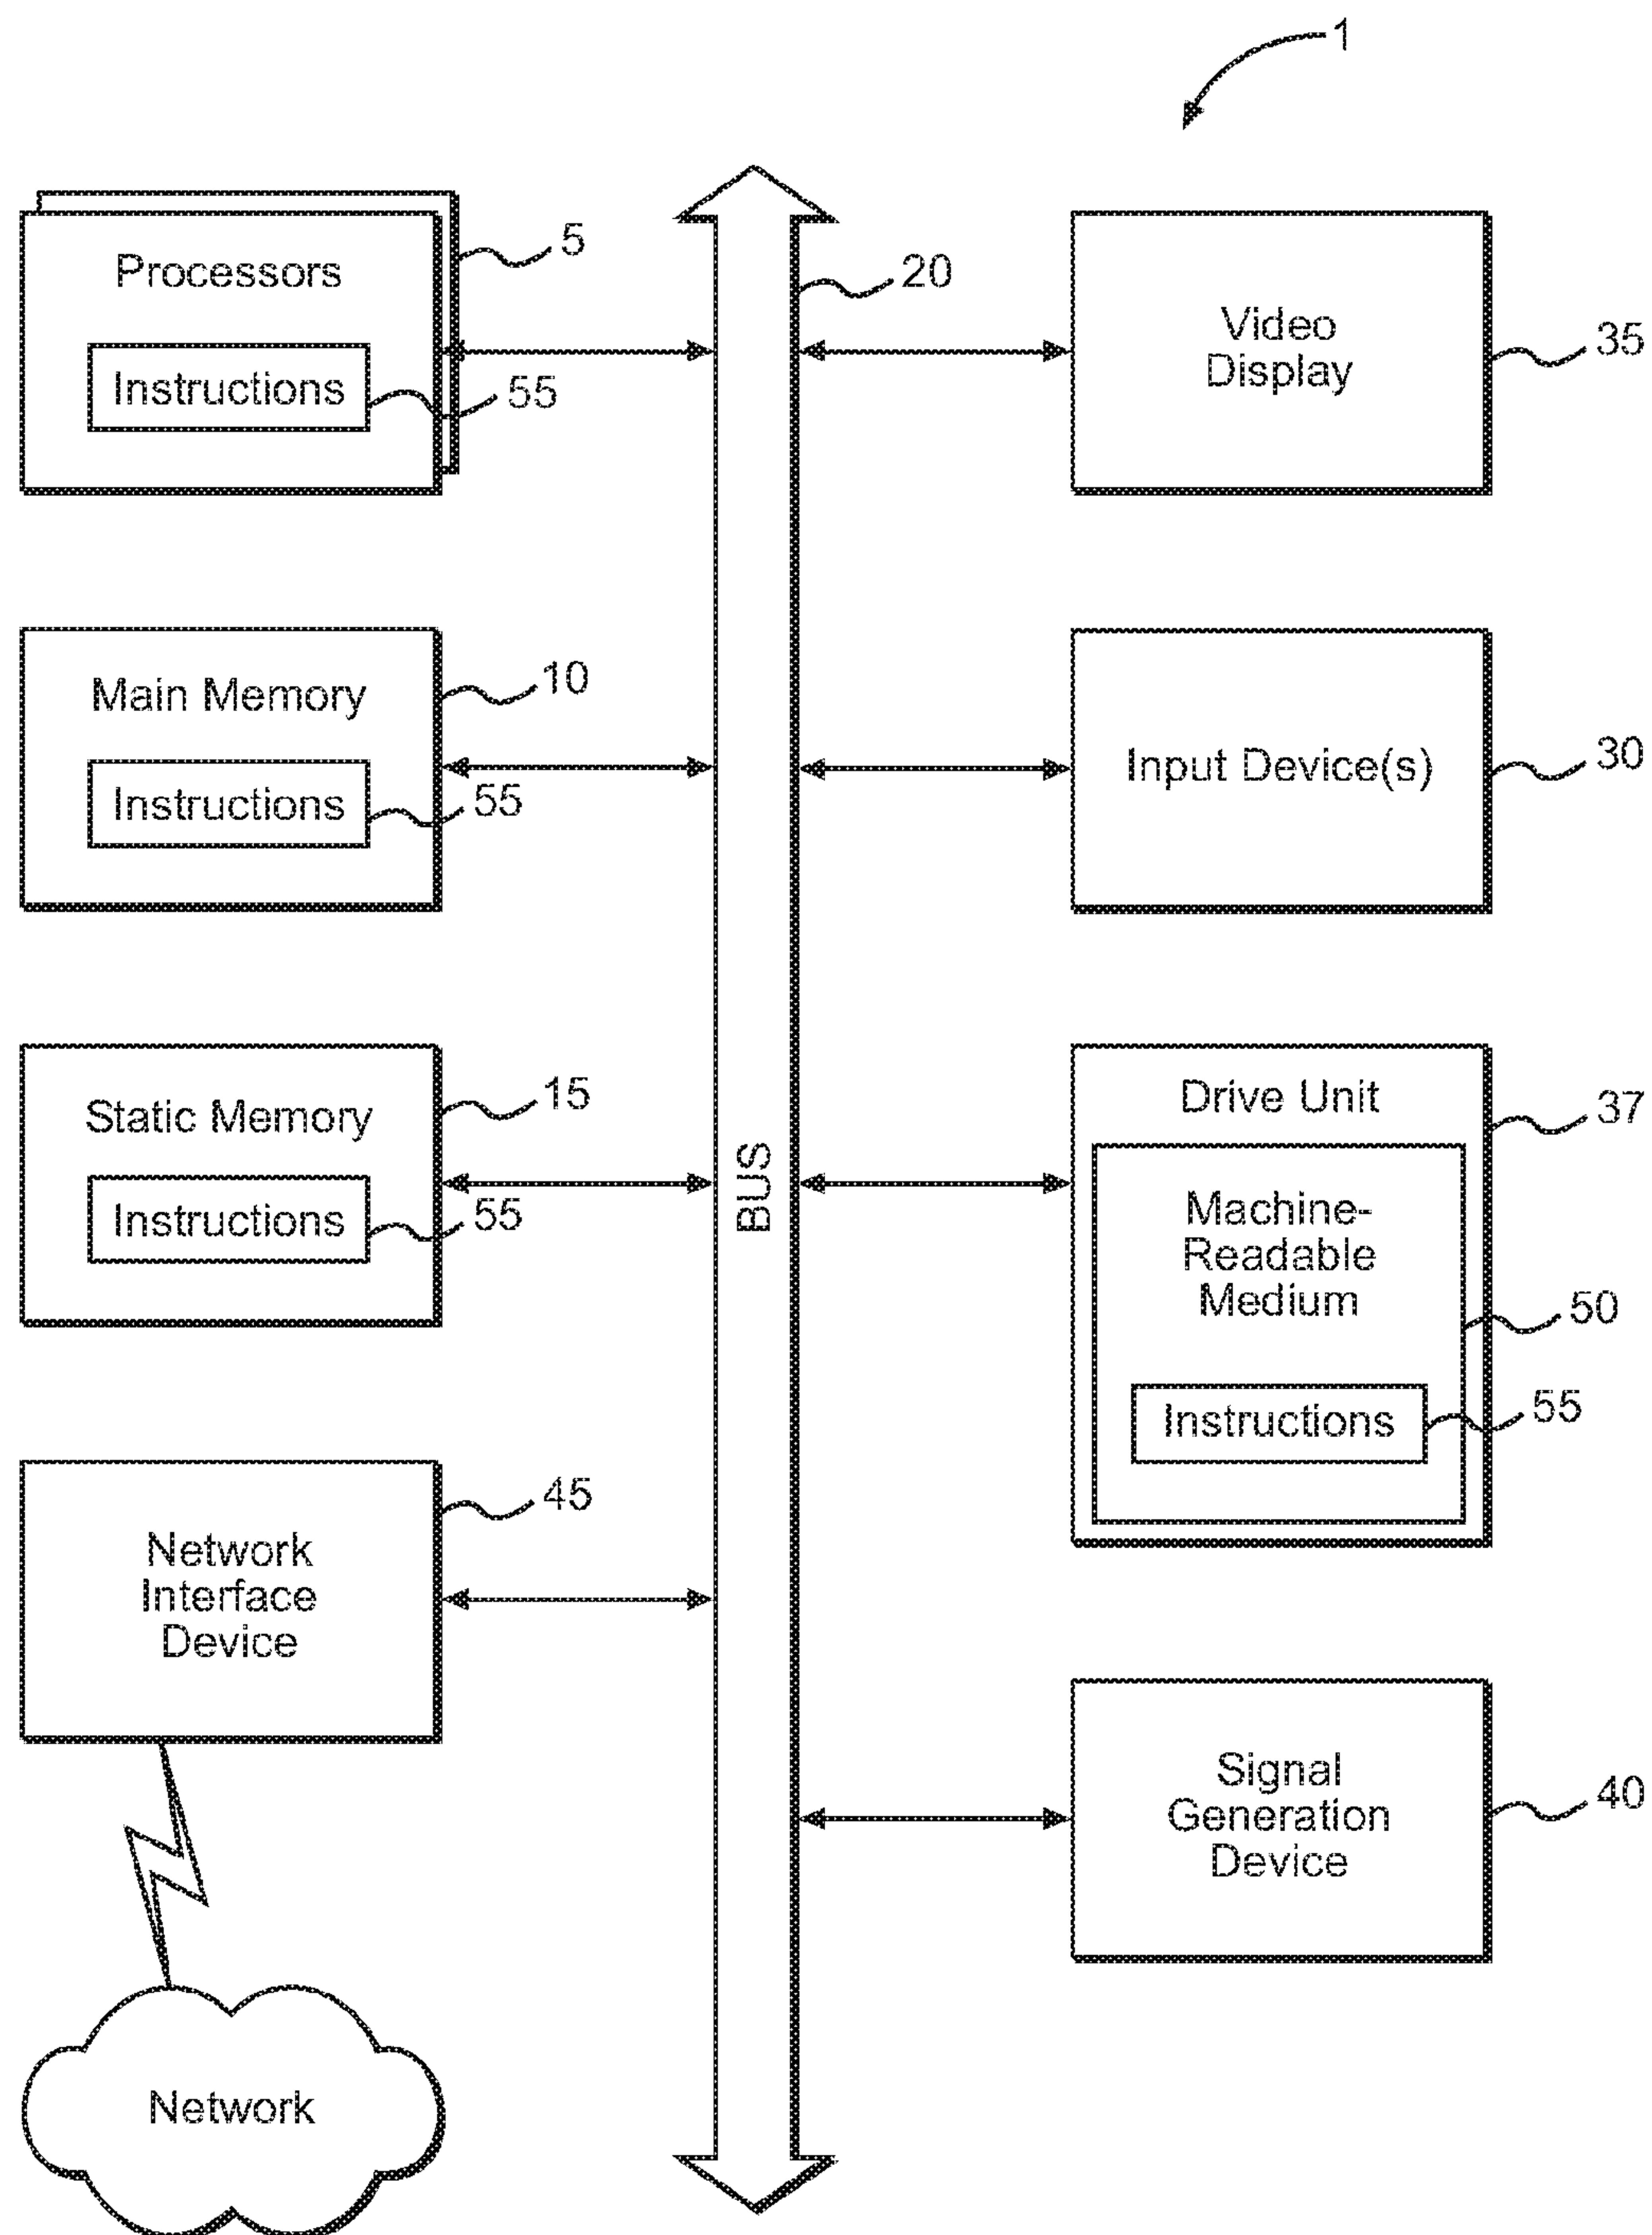 1
Processors
5
Instructions
55
20
Video
Display
35
Main Memory
10
Instructions
55
Input Device(s)
30
Static Memory
15
Instructions
55
BUS
Drive Unit
37
Machine-
Readable
Medium
50
Instructions
55
Network
Interface
Device
45
Signal
Generation
Device
40
Network